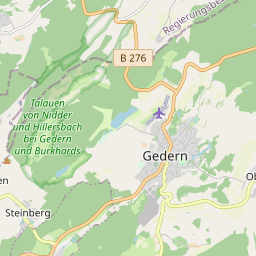 Regierungsbe
B 276
Talauen
von Nidder
und Hillersbach
bei Gedern
und Burkhards
Gedern
en
Ob
Steinberg